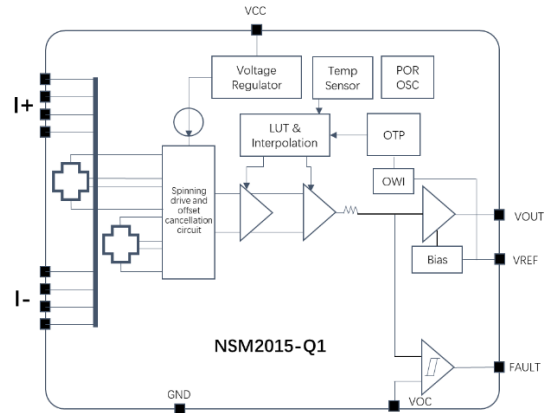 VCC
Voltage
Regulator
Temp
Sensor
POR
OSC
I+
LUT &
Interpolation
OTP
OWI
Spinning
drive and
offset
cancellation
circuit
VOUT
Bias
VREF
I-
NSM2015-Q1
FAULT
GND
VOC